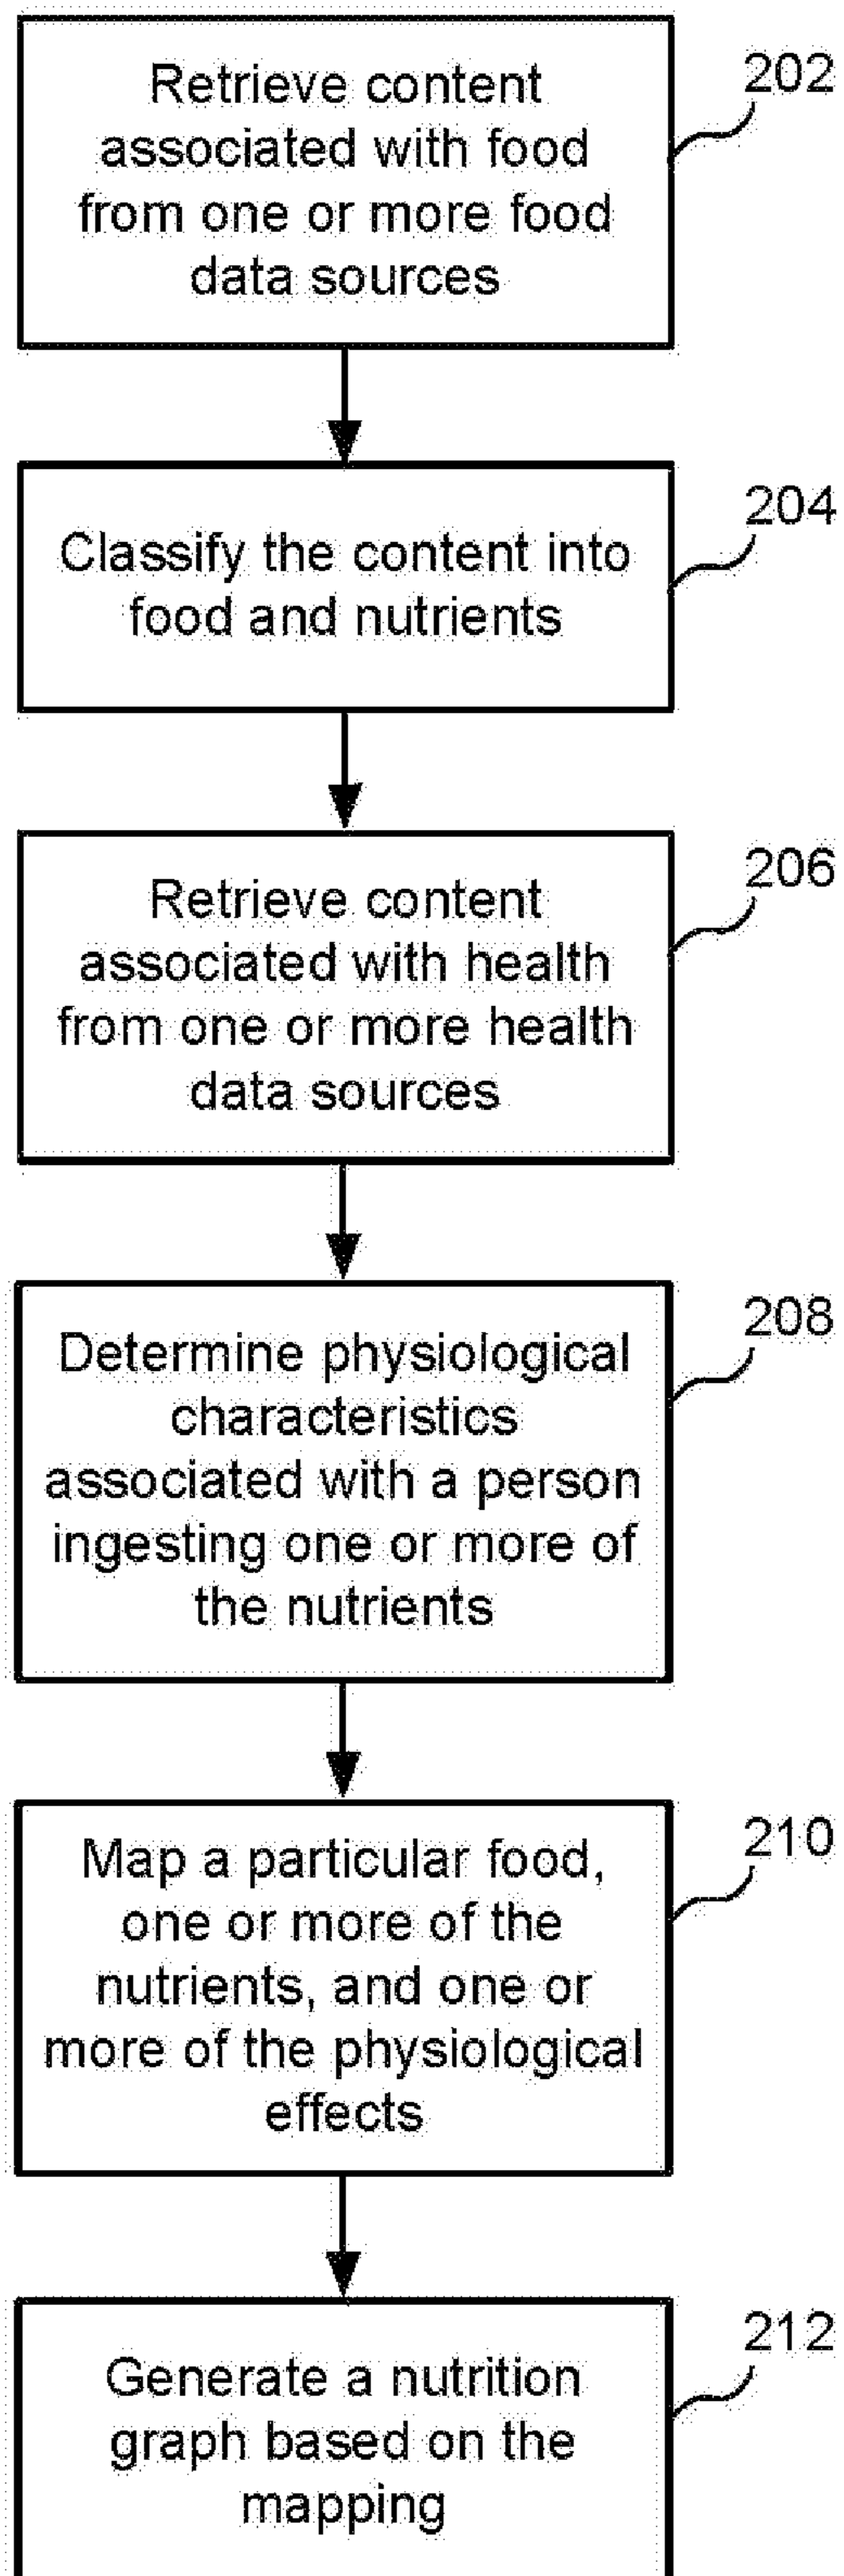 Retrieve content
associated with food
from one or more food
data sources
202
Classify the content into
food and nutrients
204
Retrieve content
associated with health
from one or more health
data sources
206
Determine physiological
characteristics
associated with a person
ingesting one or more of
the nutrients
208
Map a particular food,
one or more of the
nutrients, and one or
more of the physiological
effects
210
Generate a nutrition
graph based on the
mapping
212